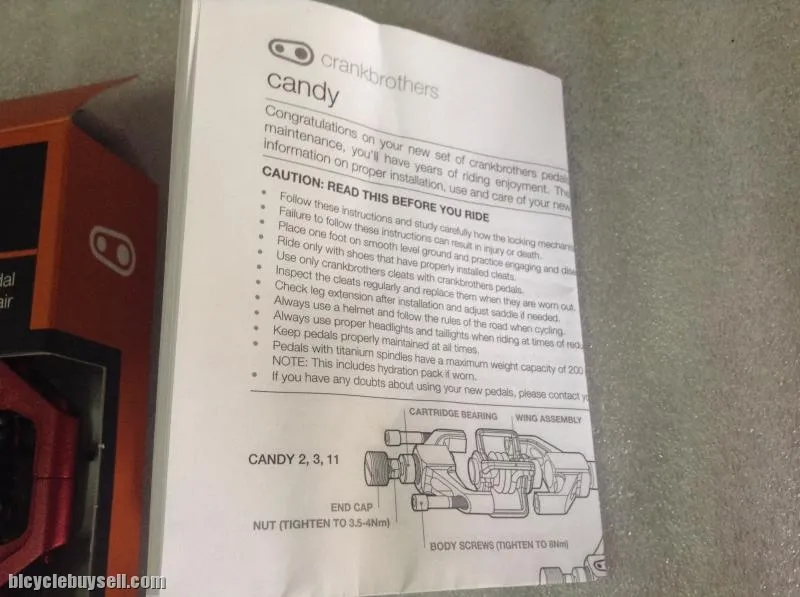 crankbrothers
candy
Congratulations on your new set of crankbrothers pedals
maintenance, you'll have years of riding enjoyment. The
information on proper installation, use and care of your new
CAUTION: READ THIS BEFORE YOU RIDE
• Follow these instructions and study carefully how the locking mechanis
• Failure to follow these instructions can result in injury or death.
• Place one foot on smooth level ground and practice engaging and dise
• Ride only with shoes that have properly installed cleats.
• Use only crankbrothers cleats with crankbrothers pedals.
• Inspect the cleats regularly and replace them when they are worn out.
• Check leg extension after installation and adjust saddle if needed.
• Always use a helmet and follow the rules of the road when cycling.
• Always use proper headlights and taillights when riding at times of redu
• Keep pedals properly maintained at all times.
• Pedals with titanium spindles have a maximum weight capacity of 200
NOTE: This includes hydration pack if worn.
• If you have any doubts about using your new pedals, please contact yo
CARTRIDGE BEARING
WING ASSEMBLY
CANDY 2, 3, 11
END CAP
NUT (TIGHTEN TO 3.5-4Nm)
BODY SCREWS (TIGHTEN TO 6Nm)
dal
air
bicyclebuysell.com